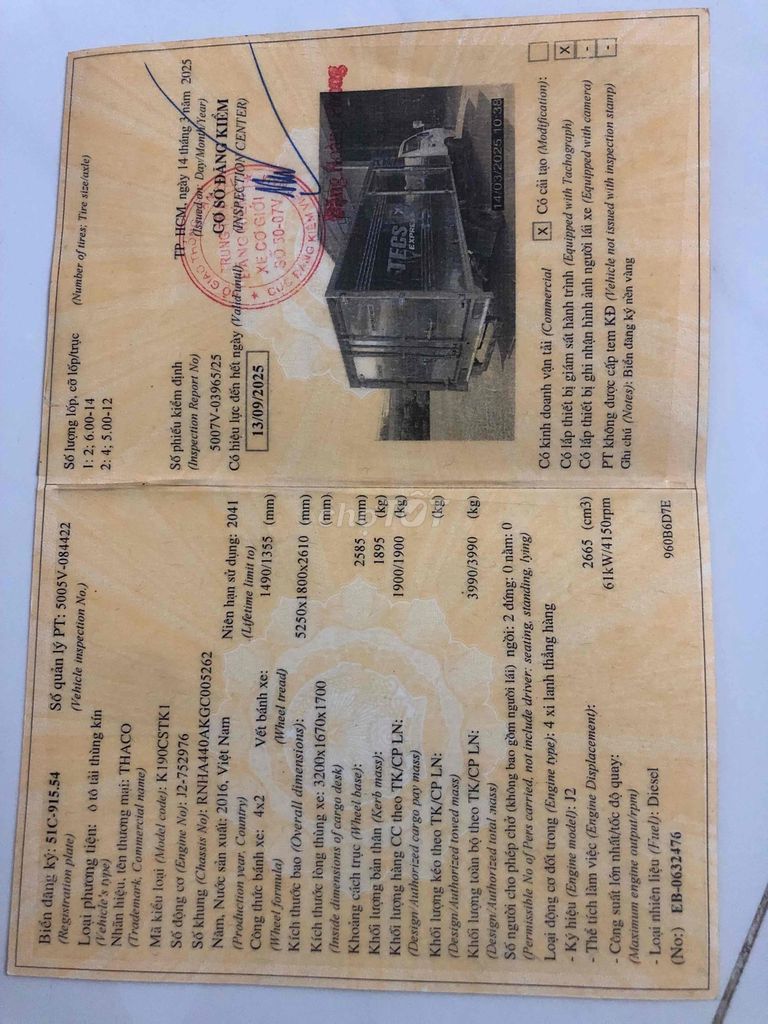 Biển đăng ký: 51C-915.54 Số quản lý PT: 5005V-084422
(Registration plate) (Vehicle inspection No.)
Loại phương tiện: ô tô tải thùng kín
(Vehicle's type)
Nhãn hiệu, tên thương mại: THACO
(Trademark, Commercial name)
Mã kiểu loại (Model code): K190CSTK1
Số động cơ (Engine No): J2-752976
Số khung (Chassis No): RNHA440AKGC005262
Năm, Nước sản xuất: 2016, Việt Nam Niên hạn sử dụng: 2041
(Production year, Country) (Lifetime limit to)
Công thức bánh xe: 4x2 Vết bánh xe: 1490/1355 (mm)
(Wheel formula) (Wheel tread)
Kích thước bao (Overall dimensions): 5250x1800x2610 (mm)
Kích thước lòng thùng xe: 3200x1670x1700 (mm)
(Inside dimensions of cargo desk)
Khoảng cách trục (Wheel base): 2585 (mm)
Khối lượng bản thân (Kerb mass): 1895 (kg)
Khối lượng hàng CC theo TK/CP LN: 1900/1900 (kg)
(Design/Authorized cargo pay mass)
Khối lượng kéo theo TK/CP LN: (kg)
(Design/Authorized towed mass)
Khối lượng toàn bộ theo TK/CP LN: 3990/3990 (kg)
(Design/Authorized total mass)
Số người cho phép chở (không bao gồm người lái) ngồi: 2 đứng: 0 nằm: 0
(Permissible No of Pers carried, not include driver: seating, standing, lying)
Loại động cơ đốt trong (Engine type): 4 xi lanh thẳng hàng
- Ký hiệu (Engine model): J2
- Thể tích làm việc (Engine Displacement): 2665 (cm3)
- Công suất lớn nhất/tốc độ quay: 61kW/4150rpm
(Maximum engine output/rpm)
- Loại nhiên liệu (Fuel): Diesel
(No:) EB-0632476 960B6D7E
Số lượng lốp, cỡ lốp/trục (Number of tires; Tire size/axle)
1: 2; 6.00-14
2: 4; 5.00-12
Số phiếu kiểm định TP. HCM, ngày 14 tháng 3 năm 2025
(Inspection Report No) (Issued on: Day/Month/Year)
5007V-03965/25 CƠ SỞ ĐĂNG KIỂM
Có hiệu lực đến hết ngày (Valid until) (INSPECTION CENTER)
13/09/2025
TRUNG
ĐĂNG
XE CƠ GIỚI
SỐ 50-07V
CỤC ĐĂNG KIỂM
TECS
EXPRE
14/03/2025 10:38
Có kinh doanh vận tải (Commercial X Có cải tạo (Modification):
Có lắp thiết bị giám sát hành trình (Equipped with Tachograph) X
Có lắp thiết bị ghi nhận hình ảnh người lái xe (Equipped with camera) -
PT không được cấp tem KĐ (Vehicle not issued with inspection stamp) -
Ghi chú (Notes): Biển đăng ký nền vàng
chợTỐT